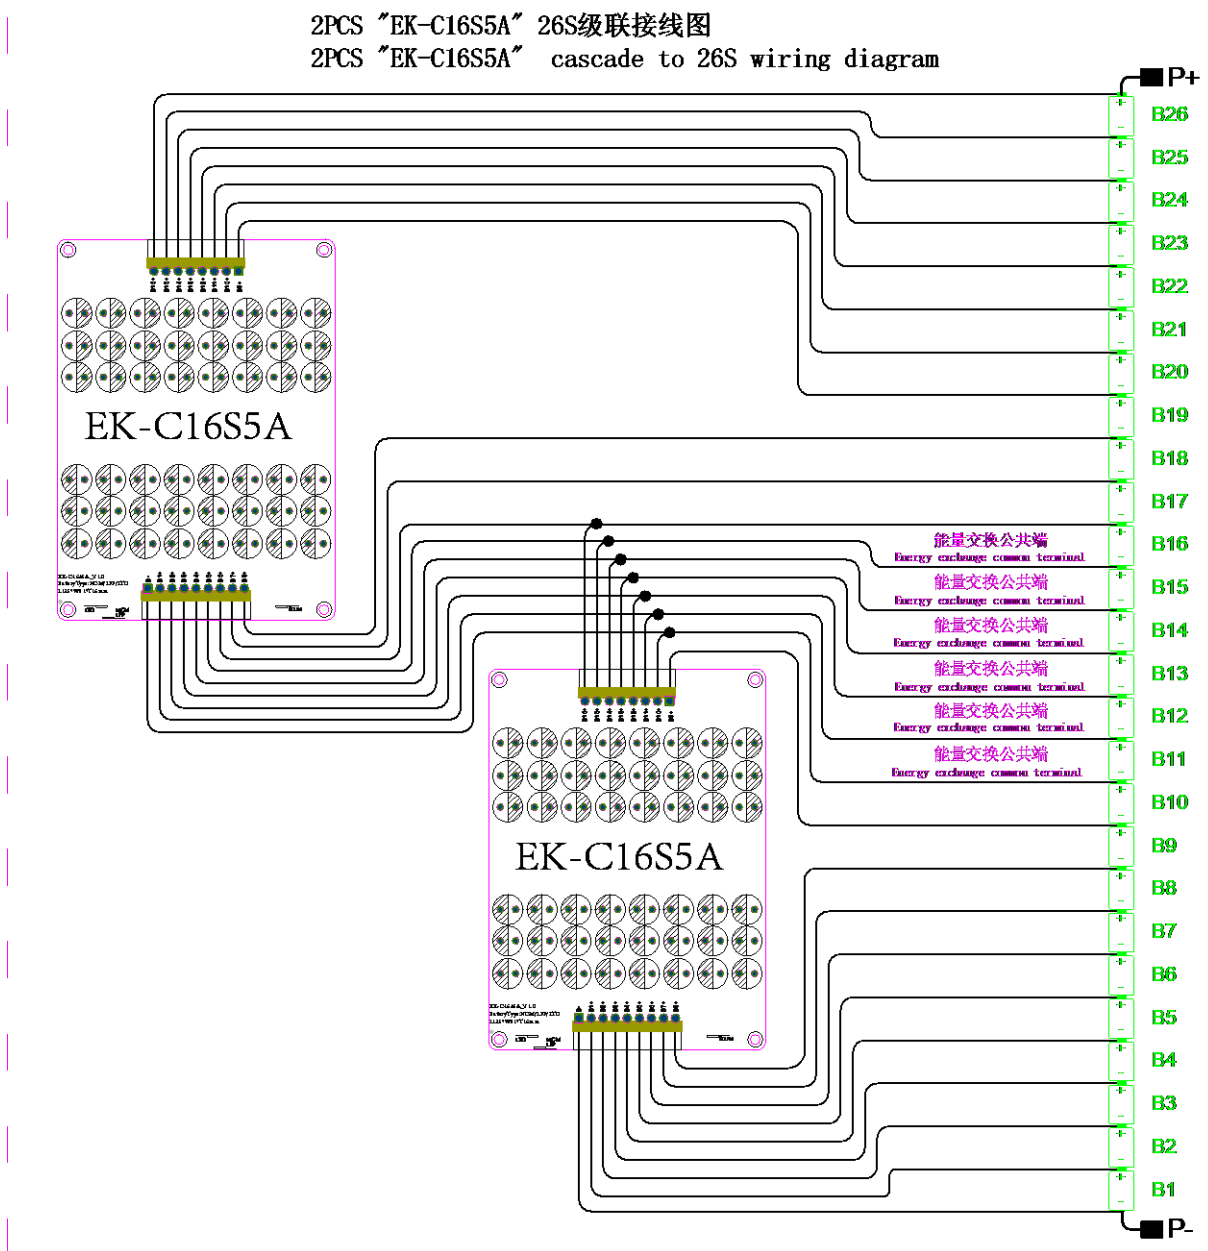 2PCS "EK-C16S5A" 26S级联接线图
2PCS "EK-C16S5A" cascade to 26S wiring diagram
P+
B26
B25
B24
B23
B22
B21
B20
B19
EK-C16S5A
B18
B17
能量交换公共端
B16
Energy exchange common terminal
能量交换公共端
B15
Energy exchange common terminal
能量交换公共端
B14
Energy exchange common terminal
能量交换公共端
B13
Energy exchange common terminal
能量交换公共端
B12
Energy exchange common terminal
能量交换公共端
B11
Energy exchange common terminal
B10
EK-C16S5A
B9
B8
B7
B6
B5
B4
B3
B2
B1
P-